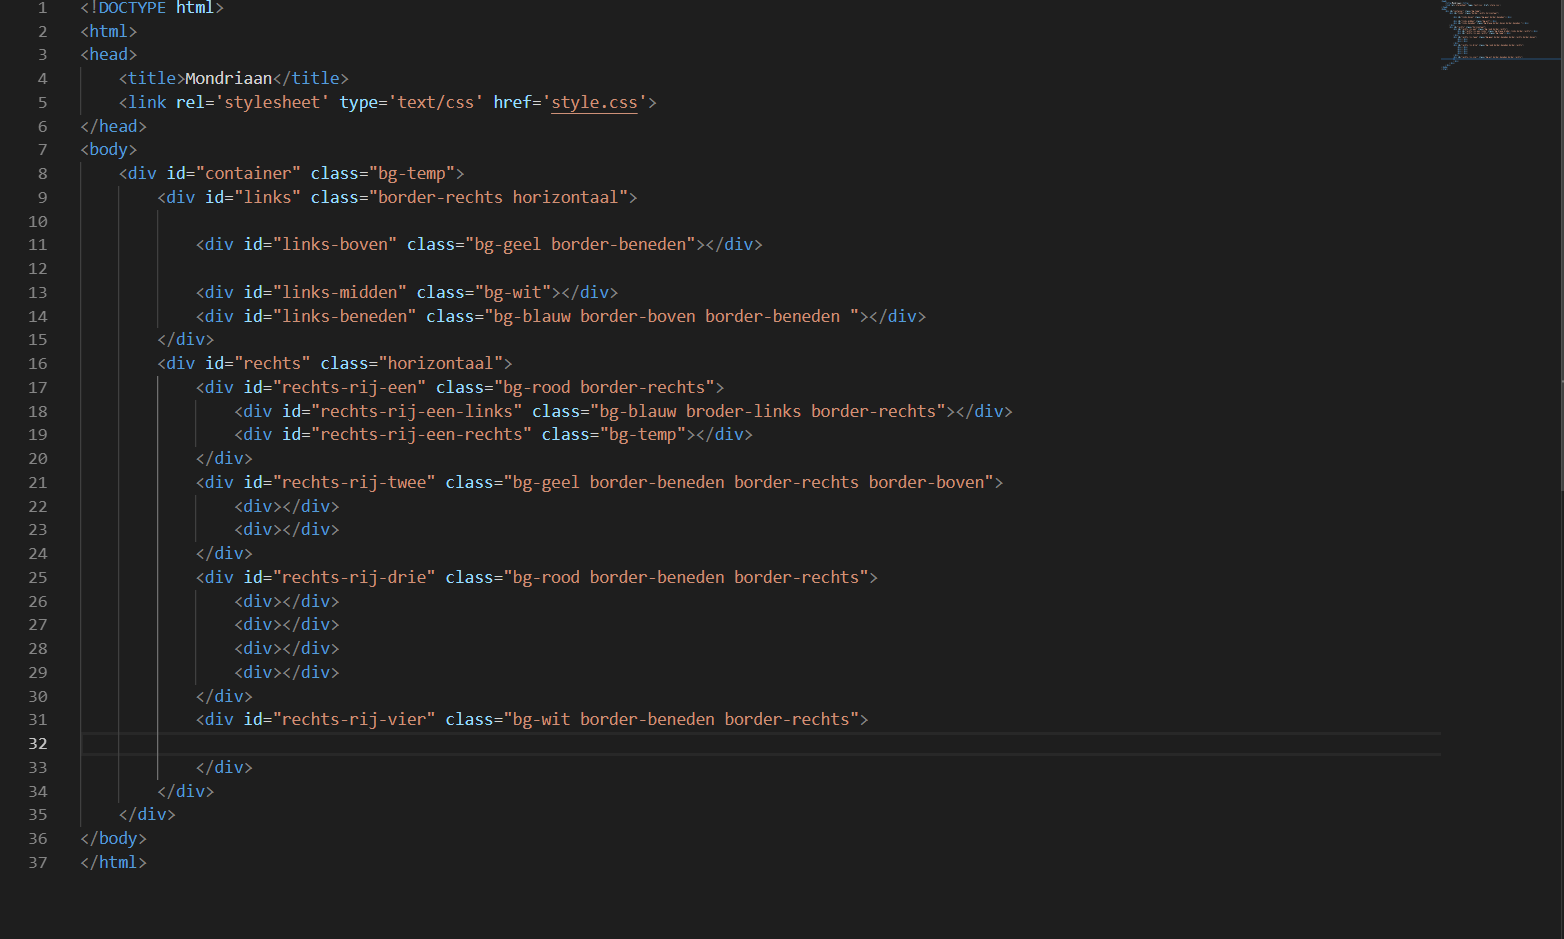 1 <!DOCTYPE html>
2 <html>
3 <head>
4     <title>Mondriaan</title>
5     <link rel='stylesheet' type='text/css' href='style.css'>
6 </head>
7 <body>
8     <div id="container" class="bg-temp">
9         <div id="links" class="border-rechts horizontaal">
10
11             <div id="links-boven" class="bg-geel border-beneden"></div>
12
13             <div id="links-midden" class="bg-wit"></div>
14             <div id="links-beneden" class="bg-blauw border-boven border-beneden "></div>
15         </div>
16         <div id="rechts" class="horizontaal">
17             <div id="rechts-rij-een" class="bg-rood border-rechts">
18                 <div id="rechts-rij-een-links" class="bg-blauw broder-links border-rechts"></div>
19                 <div id="rechts-rij-een-rechts" class="bg-temp"></div>
20             </div>
21             <div id="rechts-rij-twee" class="bg-geel border-beneden border-rechts border-boven">
22                 <div></div>
23                 <div></div>
24             </div>
25             <div id="rechts-rij-drie" class="bg-rood border-beneden border-rechts">
26                 <div></div>
27                 <div></div>
28                 <div></div>
29                 <div></div>
30             </div>
31             <div id="rechts-rij-vier" class="bg-wit border-beneden border-rechts">
32
33             </div>
34         </div>
35     </div>
36 </body>
37 </html>